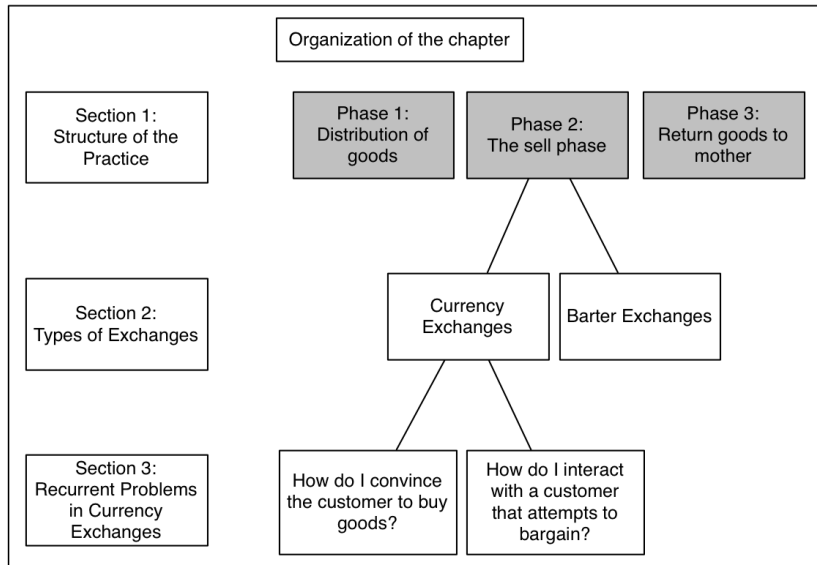 Organization of the chapter
Section 1:
Structure of the
Practice
Phase 1:
Distribution of
goods
Phase 2:
The sell phase
Phase 3:
Return goods to
mother
Section 2:
Types of Exchanges
Currency
Exchanges
Barter Exchanges
Section 3:
Recurrent Problems
in Currency
Exchanges
How do I convince
the customer to buy
goods?
How do I interact
with a customer
that attempts to
bargain?